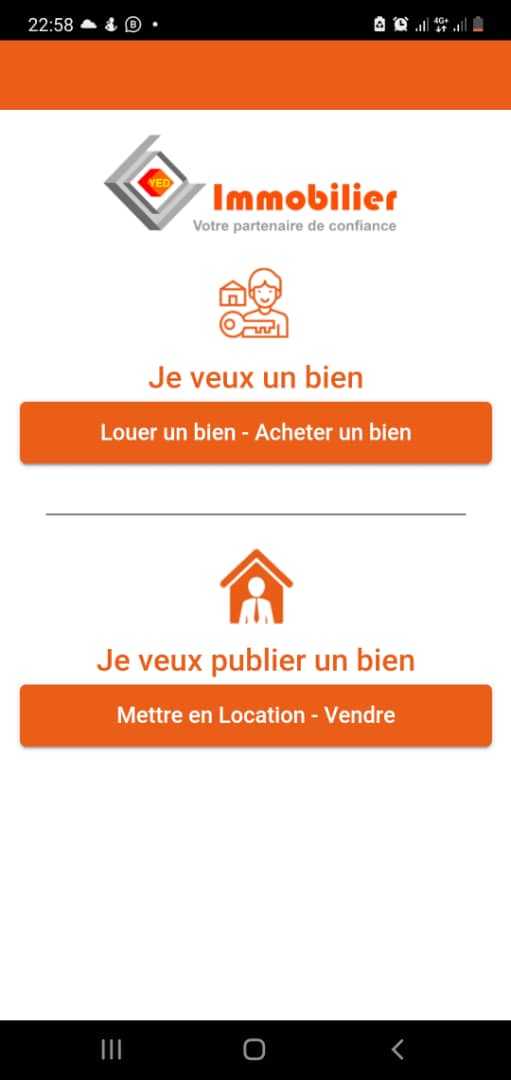 22:58
4G+
YED
Immobilier
Votre partenaire de confiance
Je veux un bien
Louer un bien - Acheter un bien
Je veux publier un bien
Mettre en Location - Vendre